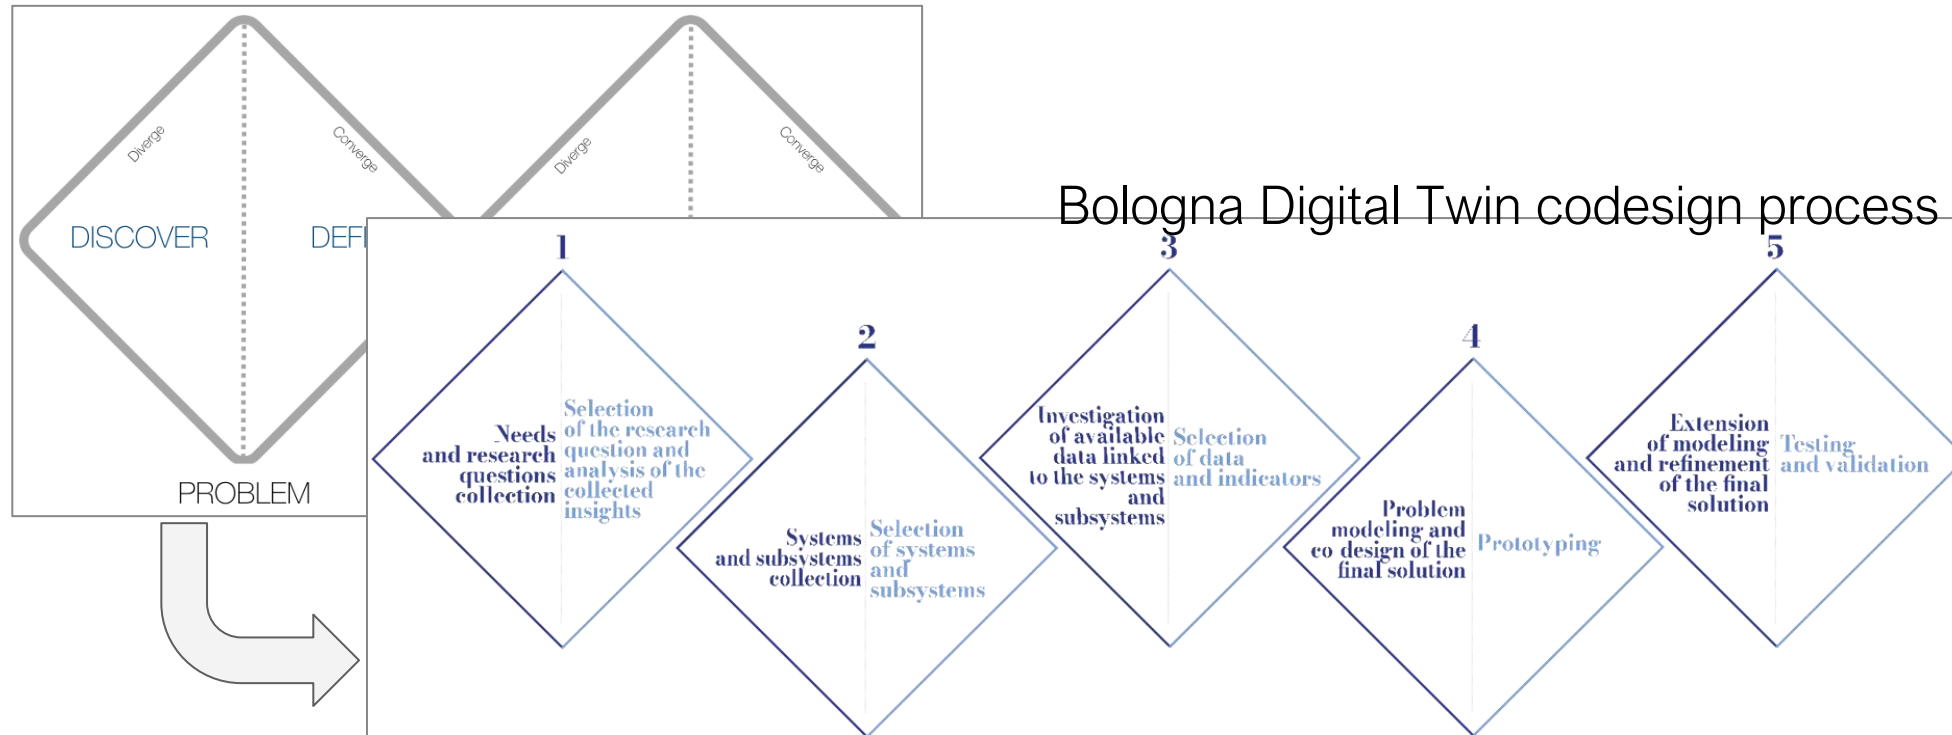 Diverge
Converge
Diverge
Converge
DISCOVER
DEFI
PROBLEM
Bologna Digital Twin codesign process
1
Needs
and research
questions
collection
Selection
of the research
question and
analysis of the
collected
insights
2
Systems
and subsystems
collection
Selection
of systems
and
subsystems
3
Investigation
of available
data linked
to the systems
and
subsystems
Selection
of data
and indicators
4
Problem
modeling and
co design of the
final solution
Prototyping
5
Extension
of modeling
and refinement
of the final
solution
Testing
and validation